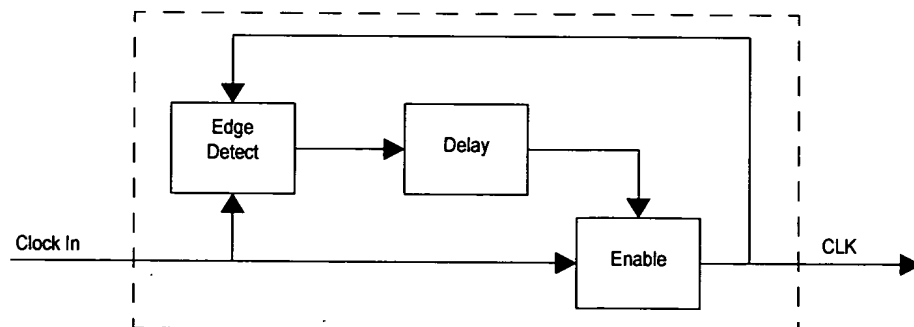 Edge
Detect
Delay
Clock In
Enable
CLK